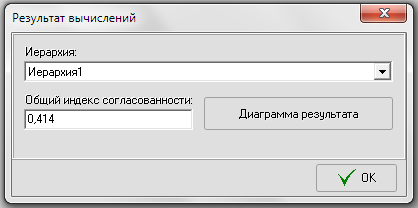 Результат вычислений
Иерархия:
Иерархия1
Общий индекс согласованности:
0,414
Диаграмма результата
OK